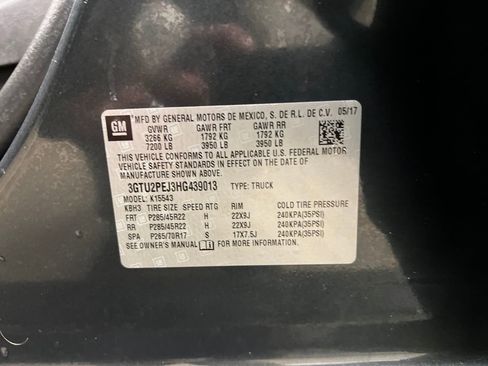 GM
MFD BY GENERAL MOTORS DE MEXICO, S. DE R.L. DE C.V. 05/17
GVWR GAWR FRT GAWR RR
3266 KG 1792 KG 1792 KG
7200 LB 3950 LB 3950 LB
THIS VEHICLE CONFORMS TO ALL APPLICABLE U.S. FEDERAL MOTOR
VEHICLE SAFETY STANDARDS IN EFFECT ON THE DATE OF
MANUFACTURE SHOWN ABOVE.
3GTU2PEJ3HG439013 TYPE: TRUCK
MODEL: K15543
KBH3 TIRE SIZE SPEED RTG RIM COLD TIRE PRESSURE
FRT P285/45R22 H 22X9J 240KPA(35PSI)
RR P285/45R22 H 22X9J 240KPA(35PSI)
SPA P265/70R17 S 17X7.5J 240KPA(35PSI)
SEE OWNER'S MANUAL FOR MORE INFORMATION.